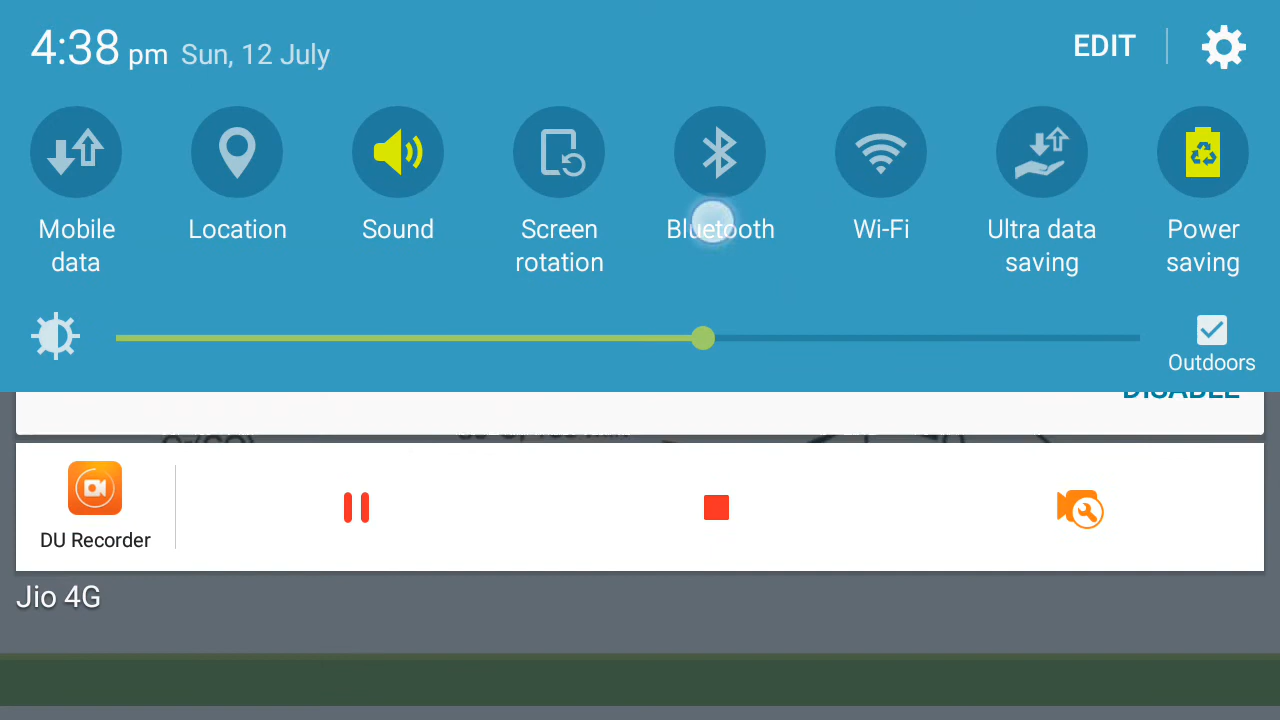 4:38 pm Sun, 12 July
EDIT
Mobile data
Location
Sound
Screen rotation
Bluetooth
Wi-Fi
Ultra data saving
Power saving
Outdoors
DISABLE
DU Recorder
Jio 4G